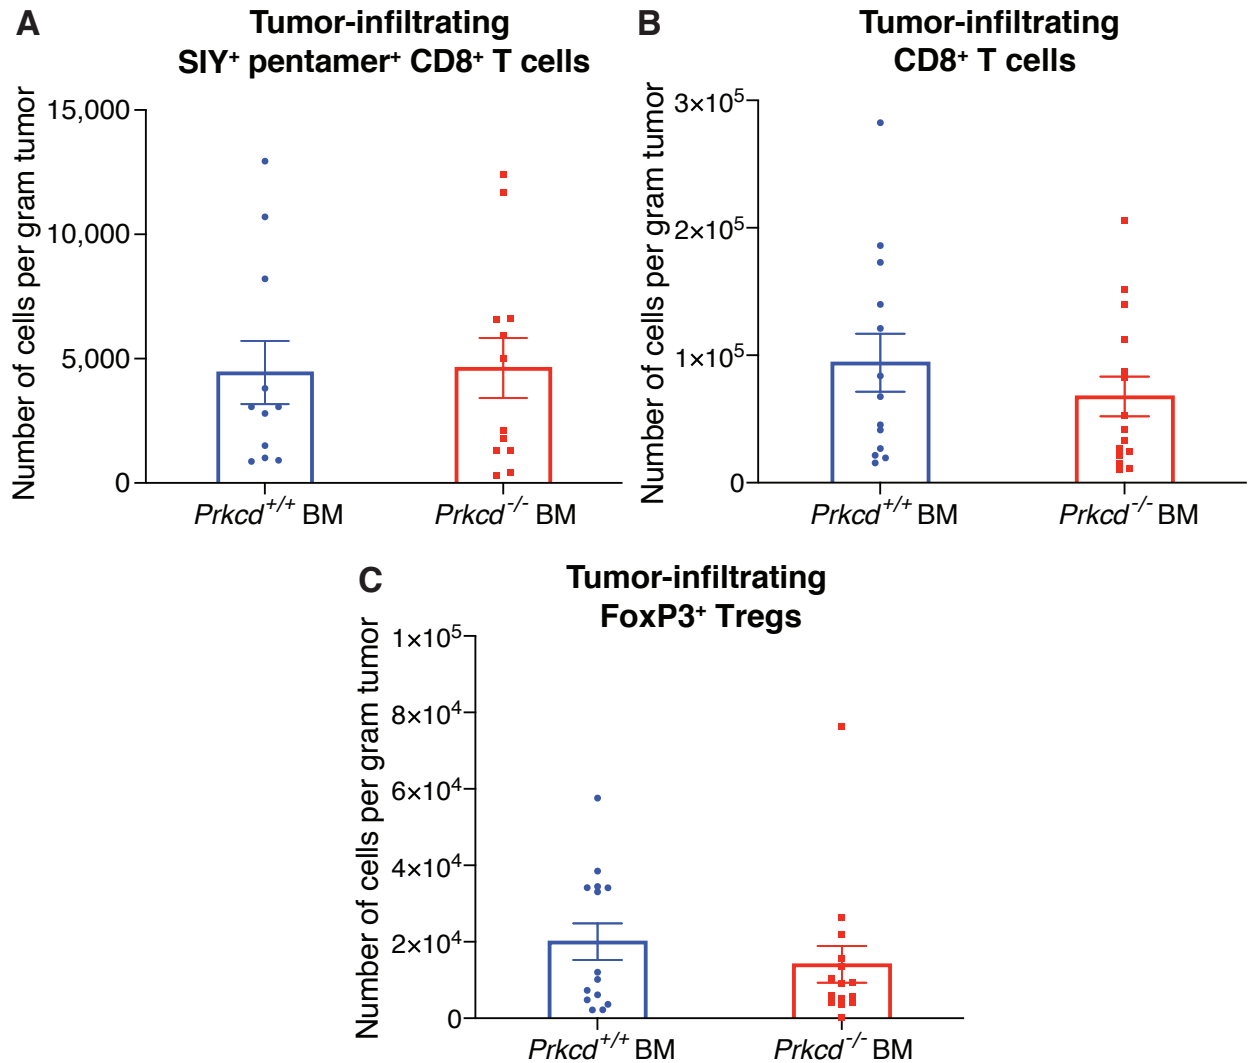 A
Tumor-infiltrating
SIY⁺ pentamer⁺ CD8⁺ T cells
Number of cells per gram tumor
15,000
10,000
5,000
0
Prkcd⁺/⁺ BM
Prkcd⁻/⁻ BM
B
Tumor-infiltrating
CD8⁺ T cells
Number of cells per gram tumor
3×10⁵
2×10⁵
1×10⁵
0
Prkcd⁺/⁺ BM
Prkcd⁻/⁻ BM
C
Tumor-infiltrating
FoxP3⁺ Tregs
Number of cells per gram tumor
1×10⁵
8×10⁴
6×10⁴
4×10⁴
2×10⁴
0
Prkcd⁺/⁺ BM
Prkcd⁻/⁻ BM